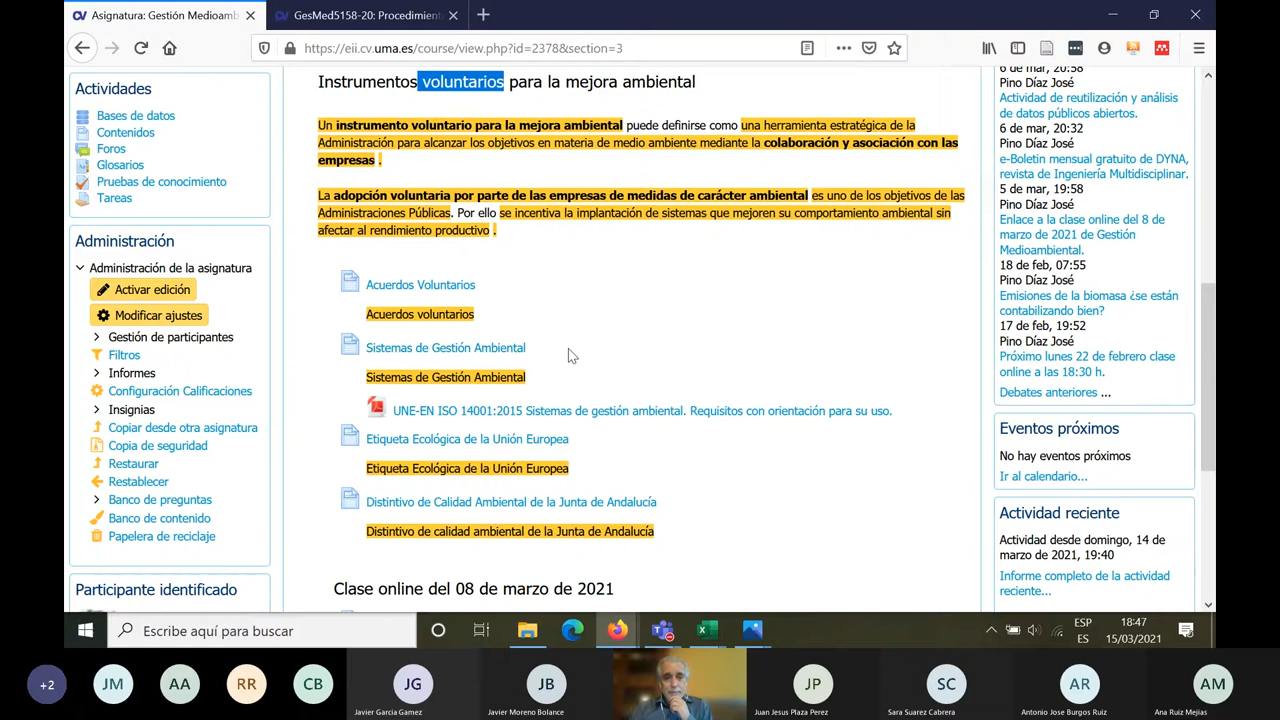 Asignatura: Gestión Medioamb
GesMed5158-20: Procedimient
https://eii.cv.uma.es/course/view.php?id=2378&section=3
Actividades
Bases de datos
Contenidos
Foros
Glosarios
Pruebas de conocimiento
Tareas
Administración
Administración de la asignatura
Activar edición
Modificar ajustes
Gestión de participantes
Filtros
Informes
Configuración Calificaciones
Insignias
Copiar desde otra asignatura
Copia de seguridad
Restaurar
Restablecer
Banco de preguntas
Banco de contenido
Papelera de reciclaje
Participante identificado
Instrumentos voluntarios para la mejora ambiental
Un instrumento voluntario para la mejora ambiental puede definirse como una herramienta estratégica de la
Administración para alcanzar los objetivos en materia de medio ambiente mediante la colaboración y asociación con las
empresas .
La adopción voluntaria por parte de las empresas de medidas de carácter ambiental es uno de los objetivos de las
Administraciones Públicas. Por ello se incentiva la implantación de sistemas que mejoren su comportamiento ambiental sin
afectar al rendimiento productivo .
Acuerdos Voluntarios
Acuerdos voluntarios
Sistemas de Gestión Ambiental
Sistemas de Gestión Ambiental
UNE-EN ISO 14001:2015 Sistemas de gestión ambiental. Requisitos con orientación para su uso.
Etiqueta Ecológica de la Unión Europea
Etiqueta Ecológica de la Unión Europea
Distintivo de Calidad Ambiental de la Junta de Andalucía
Distintivo de calidad ambiental de la Junta de Andalucía
Clase online del 08 de marzo de 2021
6 de mar, 20:58
Pino Díaz José
Actividad de reutilización y análisis
de datos públicos abiertos.
6 de mar, 20:32
Pino Díaz José
e-Boletin mensual gratuito de DYNA,
revista de Ingeniería Multidisciplinar.
5 de mar, 19:58
Pino Díaz José
Enlace a la clase online del 8 de
marzo de 2021 de Gestión
Medioambiental.
18 de feb, 07:55
Pino Díaz José
Emisiones de la biomasa ¿se están
contabilizando bien?
17 de feb, 19:52
Pino Díaz José
Próximo lunes 22 de febrero clase
online a las 18:30 h.
Debates anteriores ...
Eventos próximos
No hay eventos próximos
Ir al calendario...
Actividad reciente
Actividad desde domingo, 14 de
marzo de 2021, 19:40
Informe completo de la actividad
reciente...
Escribe aquí para buscar
ESP
ES
18:47
15/03/2021
+2
JM
AA
RR
CB
JG
Javier Garcia Gamez
JB
Javier Moreno Bolance
JP
Juan Jesus Plaza Perez
SC
Sara Suarez Cabrera
AR
Antonio Jose Burgos Ruiz
AM
Ana Ruiz Mejias